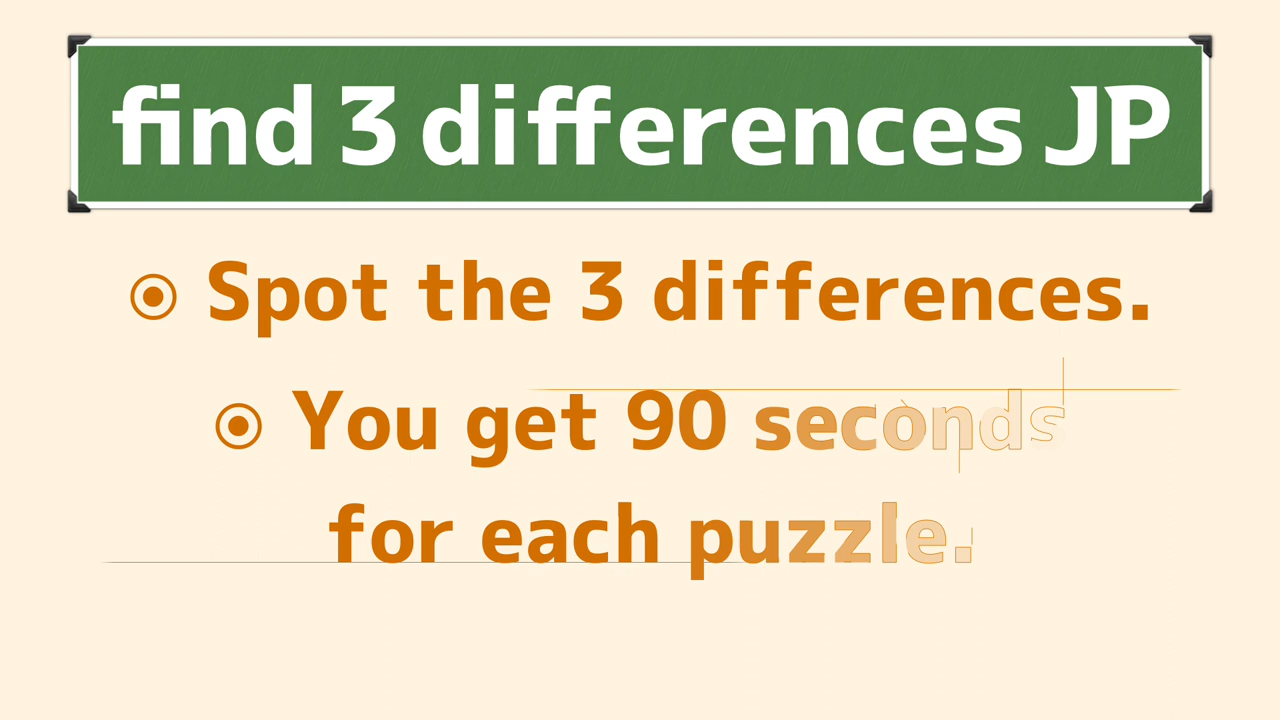 find 3 differences JP
◉ Spot the 3 differences.
◉ You get 90 seconds
for each puzzle.